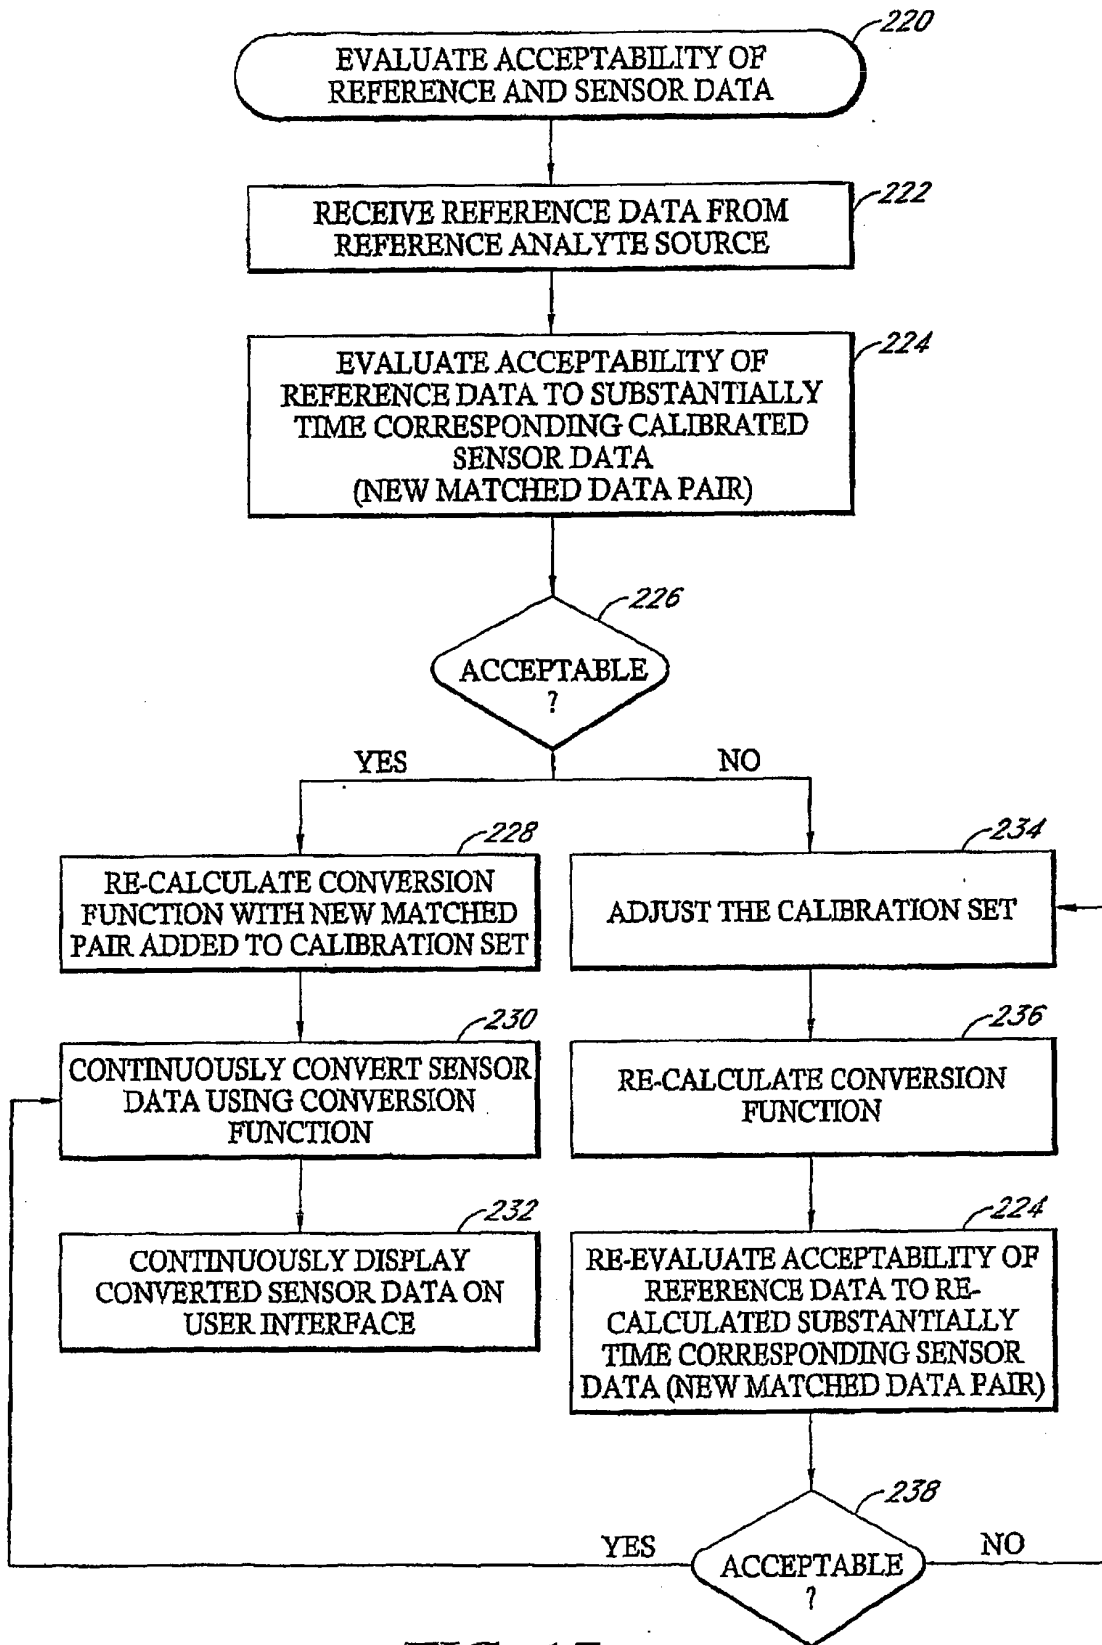 220
EVALUATE ACCEPTABILITY OF
REFERENCE AND SENSOR DATA
222
RECEIVE REFERENCE DATA FROM
REFERENCE ANALYTE SOURCE
224
EVALUATE ACCEPTABILITY OF
REFERENCE DATA TO SUBSTANTIALLY
TIME CORRESPONDING CALIBRATED
SENSOR DATA
(NEW MATCHED DATA PAIR)
226
ACCEPTABLE
?
YES
NO
228
RE-CALCULATE CONVERSION
FUNCTION WITH NEW MATCHED
PAIR ADDED TO CALIBRATION SET
234
ADJUST THE CALIBRATION SET
230
CONTINUOUSLY CONVERT SENSOR
DATA USING CONVERSION
FUNCTION
236
RE-CALCULATE CONVERSION
FUNCTION
232
CONTINUOUSLY DISPLAY
CONVERTED SENSOR DATA ON
USER INTERFACE
224
RE-EVALUATE ACCEPTABILITY OF
REFERENCE DATA TO RE-
CALCULATED SUBSTANTIALLY
TIME CORRESPONDING SENSOR
DATA (NEW MATCHED DATA PAIR)
238
YES
ACCEPTABLE
?
NO